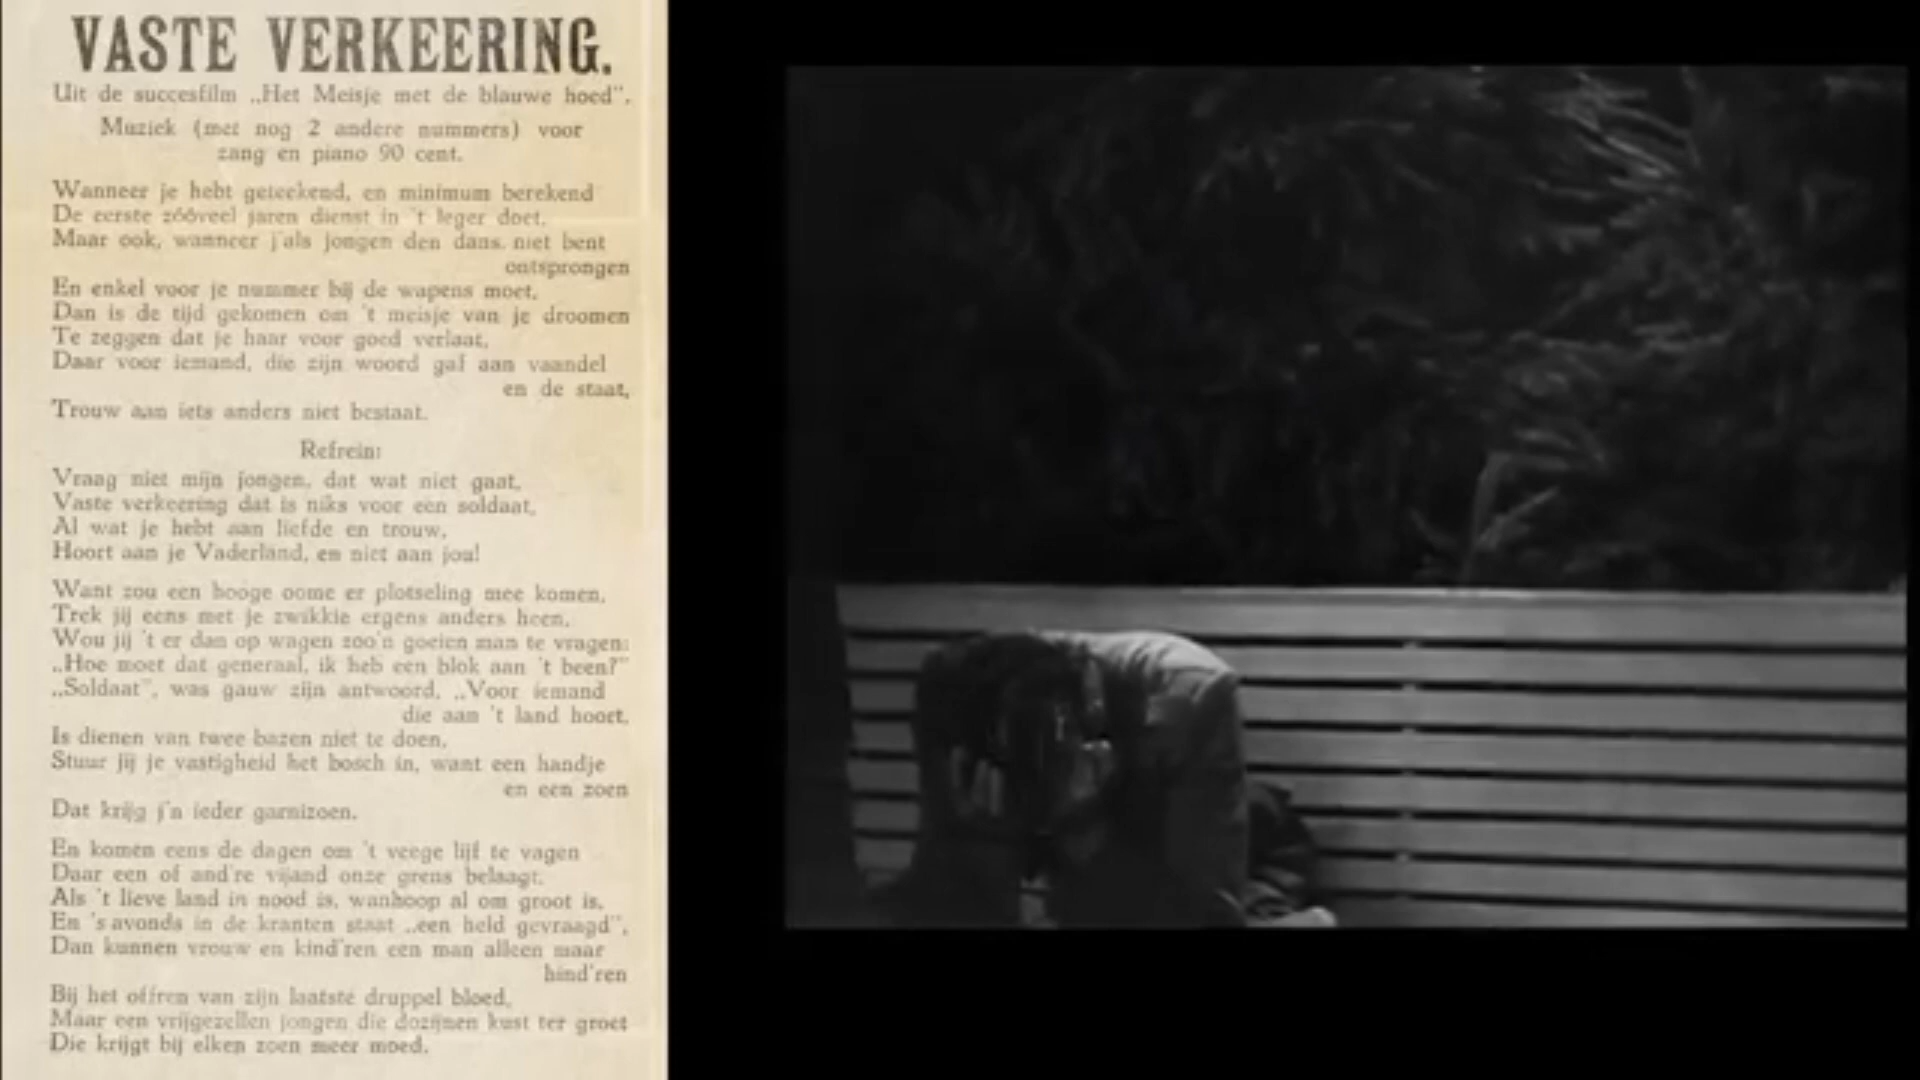 VASTE VERKEERING.
Uit de succesfilm „Het Meisje met de blauwe hoed".
Muziek (met nog 2 andere nummers) voor
zang en piano 90 cent.
Wanneer je hebt geteekend, en minimum berekend
De eerste zóóveel jaren dienst in 't leger doet.
Maar ook, wanneer j'als jongen den dans. niet bent
ontsprongen
En enkel voor je nummer bij de wapens moet,
Dan is de tijd gekomen om 't meisje van je droomen
Te zeggen dat je haar voor goed verlaat,
Daar voor iemand, die zijn woord gaf aan vaandel
en de staat,
Trouw aan iets anders niet bestaat.
Refrein:
Vraag niet mijn jongen, dat wat niet gaat,
Vaste verkeering dat is niks voor een soldaat,
Al wat je hebt aan liefde en trouw,
Hoort aan je Vaderland, en niet aan jou!
Want zou een hooge oome er plotseling mee komen,
Trek jij eens met je zwikkie ergens anders heen,
Wou jij 't er dan op wagen zoo'n goeien man te vragen:
„Hoe moet dat generaal, ik heb een blok aan 't been?"
„Soldaat", was gauw zijn antwoord, „Voor iemand
die aan 't land hoort,
Is dienen van twee bazen niet te doen,
Stuur jij je vastigheid het bosch in, want een handje
en een zoen
Dat krijg j'n ieder garnizoen.
En komen eens de dagen om 't veege lijf te vagen
Daar een of and're vijand onze grens belaagt,
Als 't lieve land in nood is, wanhoop al om groot is,
En 's avonds in de kranten staat „een held gevraagd",
Dan kunnen vrouw en kind'ren een man alleen maar
hind'ren
Bij het offren van zijn laatste druppel bloed,
Maar een vrijgezellen jongen die dozijnen kust ter groet
Die krijgt bij elken zoen meer moed.